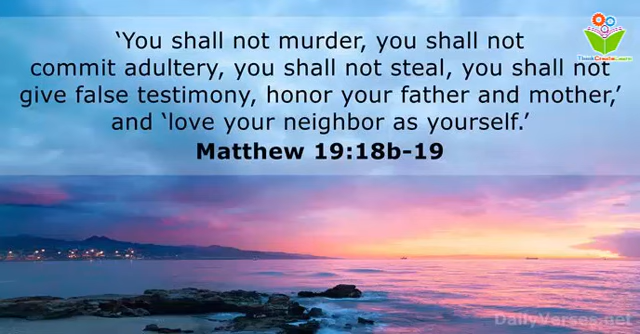 ‘You shall not murder, you shall not
commit adultery, you shall not steal, you shall not
give false testimony, honor your father and mother,’
and ‘love your neighbor as yourself.’
Matthew 19:18b-19
ThinkCreateLearn
DailyVerses.net